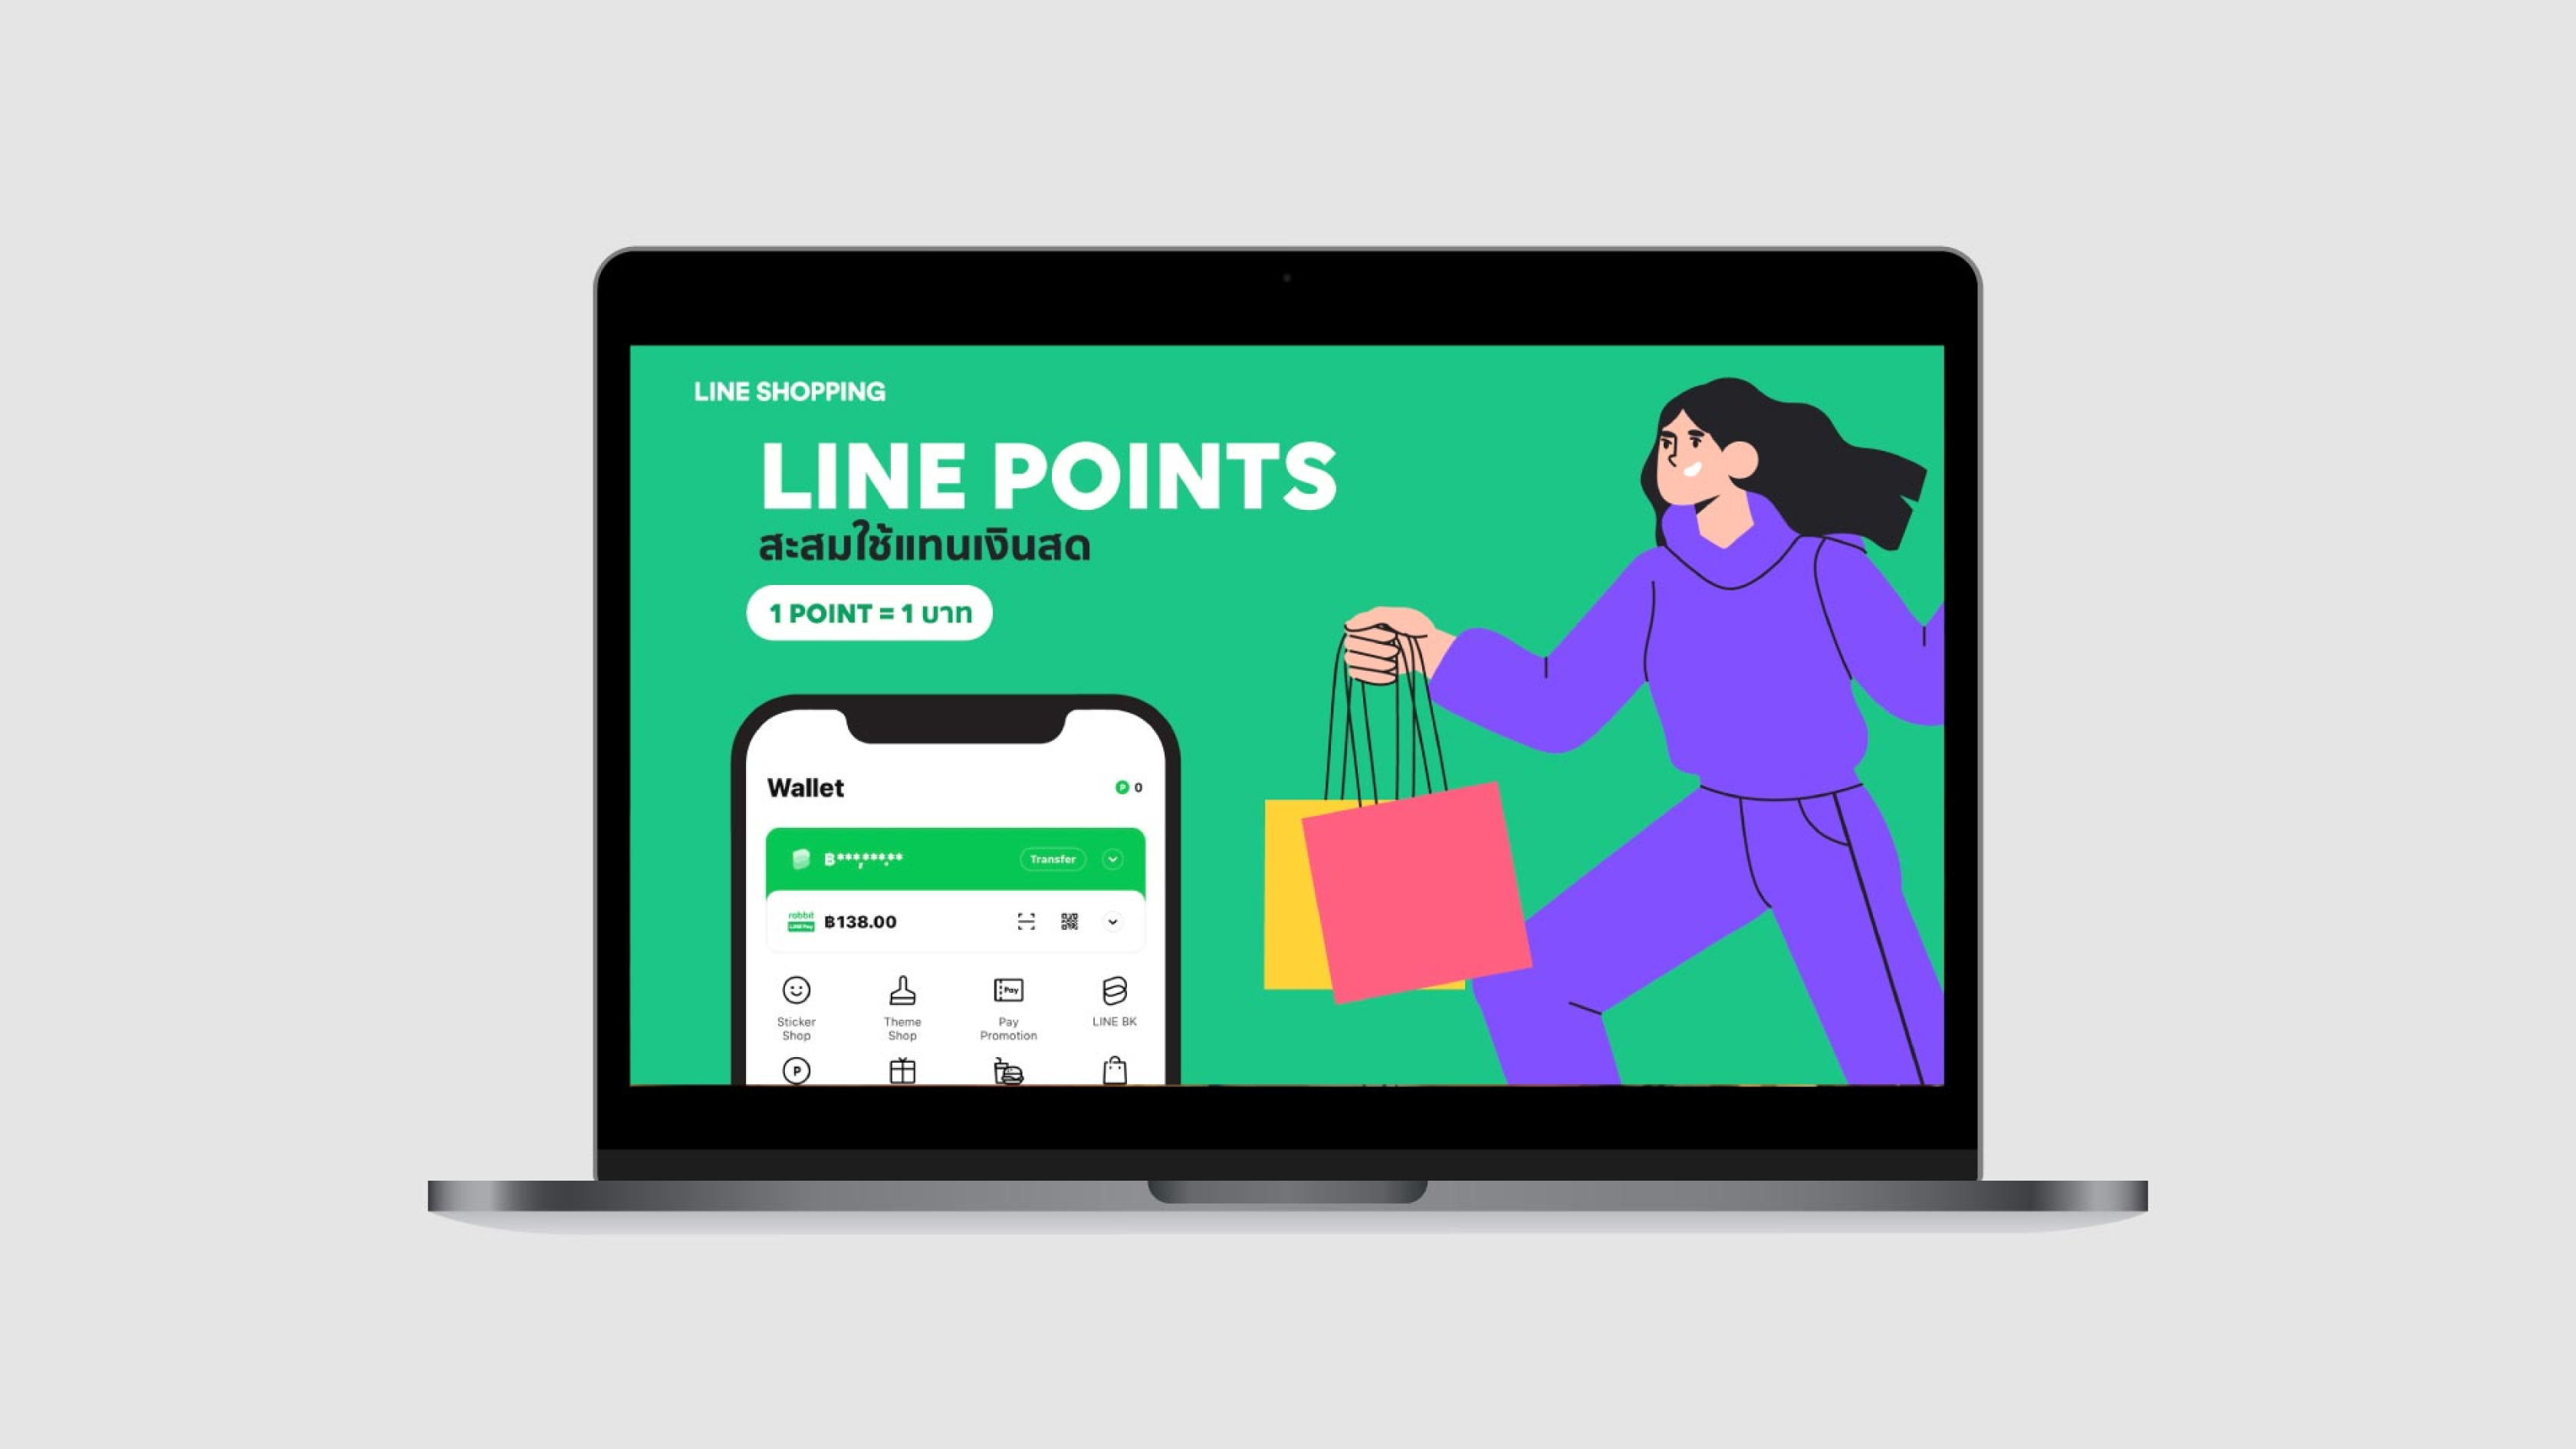 LINE SHOPPING
LINE POINTS
สะสมใช้แทนเงินสด
1 POINT = 1 บาท
Wallet
P 0
฿***,***.**
Transfer
rabbit
LINE Pay
฿138.00
Pay
Sticker
Shop
Theme
Shop
Pay
Promotion
LINE BK
P